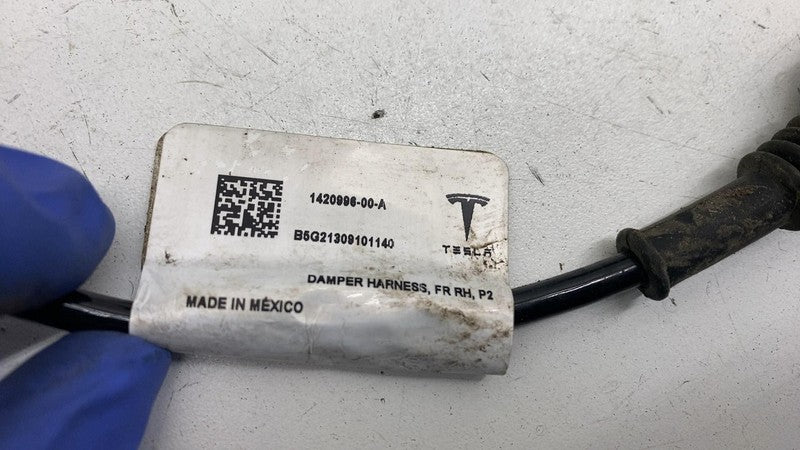 1420996-00-A
B5G21309101140
TESLA
DAMPER HARNESS, FR RH, P2
MADE IN MÉXICO